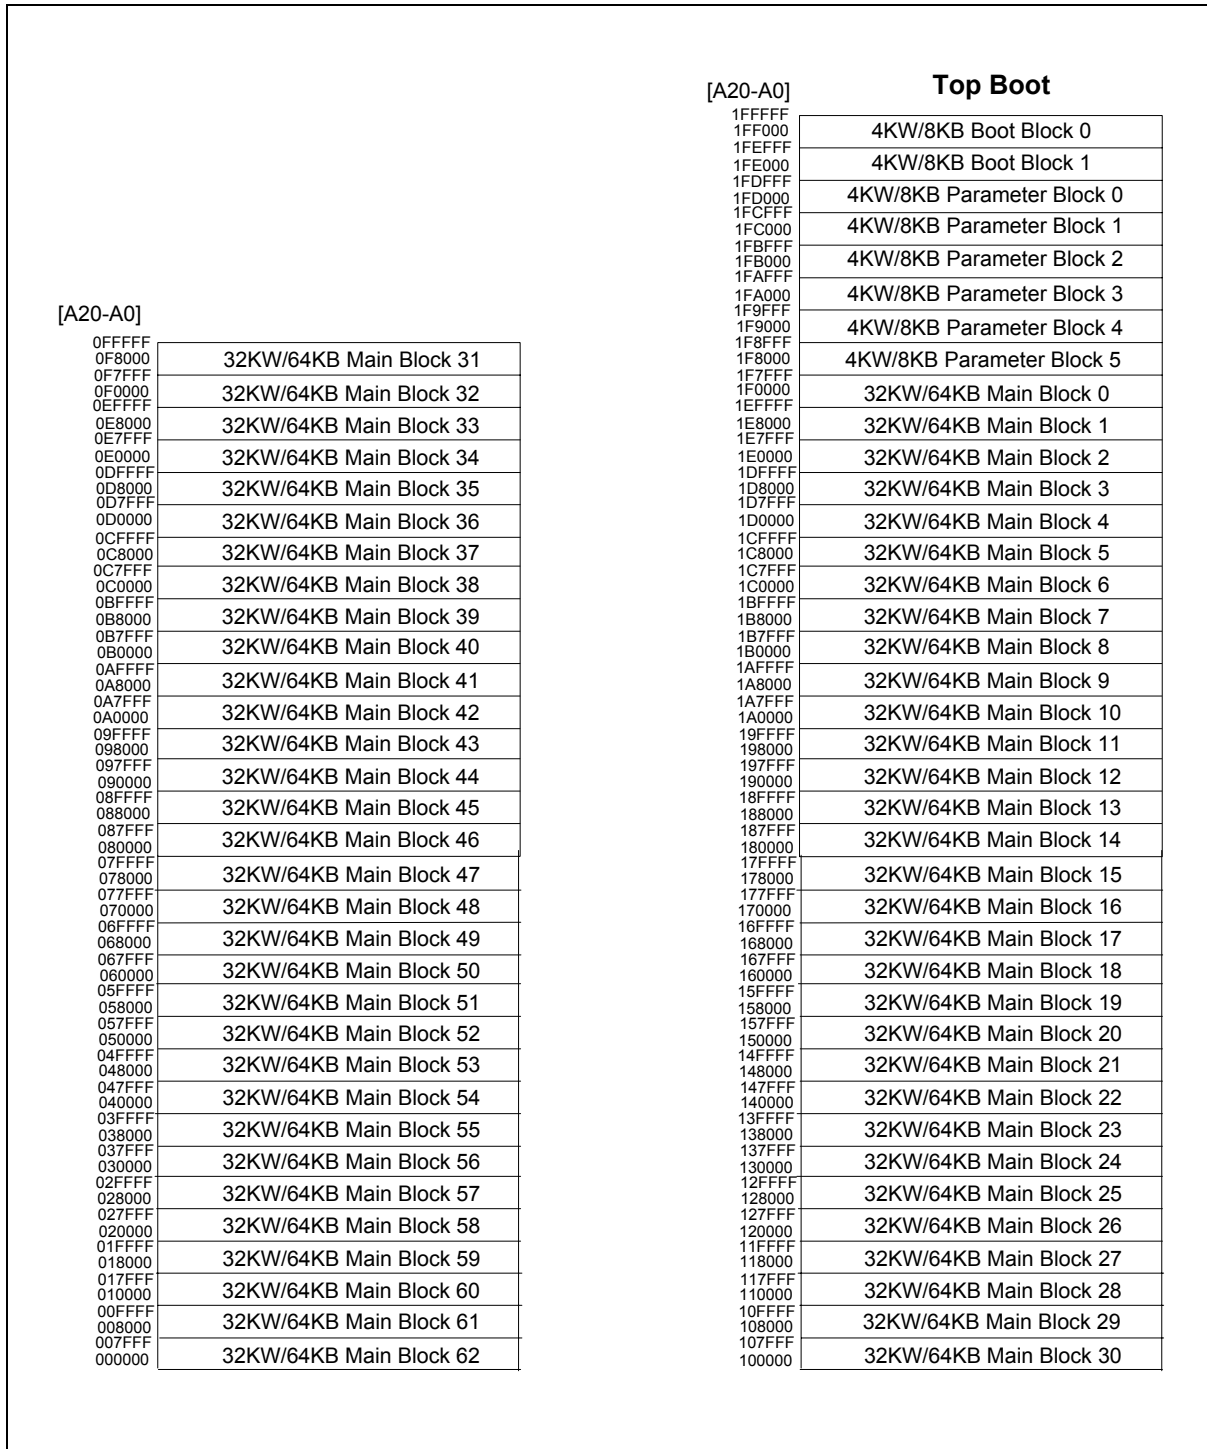 [A20-A0]
0FFFFF
0F8000 32KW/64KB Main Block 31
0F7FFF
0F0000 32KW/64KB Main Block 32
0EFFFF
0E8000 32KW/64KB Main Block 33
0E7FFF
0E0000 32KW/64KB Main Block 34
0DFFFF
0D8000 32KW/64KB Main Block 35
0D7FFF
0D0000 32KW/64KB Main Block 36
0CFFFF
0C8000 32KW/64KB Main Block 37
0C7FFF
0C0000 32KW/64KB Main Block 38
0BFFFF
0B8000 32KW/64KB Main Block 39
0B7FFF
0B0000 32KW/64KB Main Block 40
0AFFFF
0A8000 32KW/64KB Main Block 41
0A7FFF
0A0000 32KW/64KB Main Block 42
09FFFF
098000 32KW/64KB Main Block 43
097FFF
090000 32KW/64KB Main Block 44
08FFFF
088000 32KW/64KB Main Block 45
087FFF
080000 32KW/64KB Main Block 46
07FFFF
078000 32KW/64KB Main Block 47
077FFF
070000 32KW/64KB Main Block 48
06FFFF
068000 32KW/64KB Main Block 49
067FFF
060000 32KW/64KB Main Block 50
05FFFF
058000 32KW/64KB Main Block 51
057FFF
050000 32KW/64KB Main Block 52
04FFFF
048000 32KW/64KB Main Block 53
047FFF
040000 32KW/64KB Main Block 54
03FFFF
038000 32KW/64KB Main Block 55
037FFF
030000 32KW/64KB Main Block 56
02FFFF
028000 32KW/64KB Main Block 57
027FFF
020000 32KW/64KB Main Block 58
01FFFF
018000 32KW/64KB Main Block 59
017FFF
010000 32KW/64KB Main Block 60
00FFFF
008000 32KW/64KB Main Block 61
007FFF
000000 32KW/64KB Main Block 62
[A20-A0] Top Boot
1FFFFF
1FF000 4KW/8KB Boot Block 0
1FEFFF
1FE000 4KW/8KB Boot Block 1
1FDFFF
1FD000 4KW/8KB Parameter Block 0
1FCFFF
1FC000 4KW/8KB Parameter Block 1
1FBFFF
1FB000 4KW/8KB Parameter Block 2
1FAFFF
1FA000 4KW/8KB Parameter Block 3
1F9FFF
1F9000 4KW/8KB Parameter Block 4
1F8FFF
1F8000 4KW/8KB Parameter Block 5
1F7FFF
1F0000 32KW/64KB Main Block 0
1EFFFF
1E8000 32KW/64KB Main Block 1
1E7FFF
1E0000 32KW/64KB Main Block 2
1DFFFF
1D8000 32KW/64KB Main Block 3
1D7FFF
1D0000 32KW/64KB Main Block 4
1CFFFF
1C8000 32KW/64KB Main Block 5
1C7FFF
1C0000 32KW/64KB Main Block 6
1BFFFF
1B8000 32KW/64KB Main Block 7
1B7FFF
1B0000 32KW/64KB Main Block 8
1AFFFF
1A8000 32KW/64KB Main Block 9
1A7FFF
1A0000 32KW/64KB Main Block 10
19FFFF
198000 32KW/64KB Main Block 11
197FFF
190000 32KW/64KB Main Block 12
18FFFF
188000 32KW/64KB Main Block 13
187FFF
180000 32KW/64KB Main Block 14
17FFFF
178000 32KW/64KB Main Block 15
177FFF
170000 32KW/64KB Main Block 16
16FFFF
168000 32KW/64KB Main Block 17
167FFF
160000 32KW/64KB Main Block 18
15FFFF
158000 32KW/64KB Main Block 19
157FFF
150000 32KW/64KB Main Block 20
14FFFF
148000 32KW/64KB Main Block 21
147FFF
140000 32KW/64KB Main Block 22
13FFFF
138000 32KW/64KB Main Block 23
137FFF
130000 32KW/64KB Main Block 24
12FFFF
128000 32KW/64KB Main Block 25
127FFF
120000 32KW/64KB Main Block 26
11FFFF
118000 32KW/64KB Main Block 27
117FFF
110000 32KW/64KB Main Block 28
10FFFF
108000 32KW/64KB Main Block 29
107FFF
100000 32KW/64KB Main Block 30